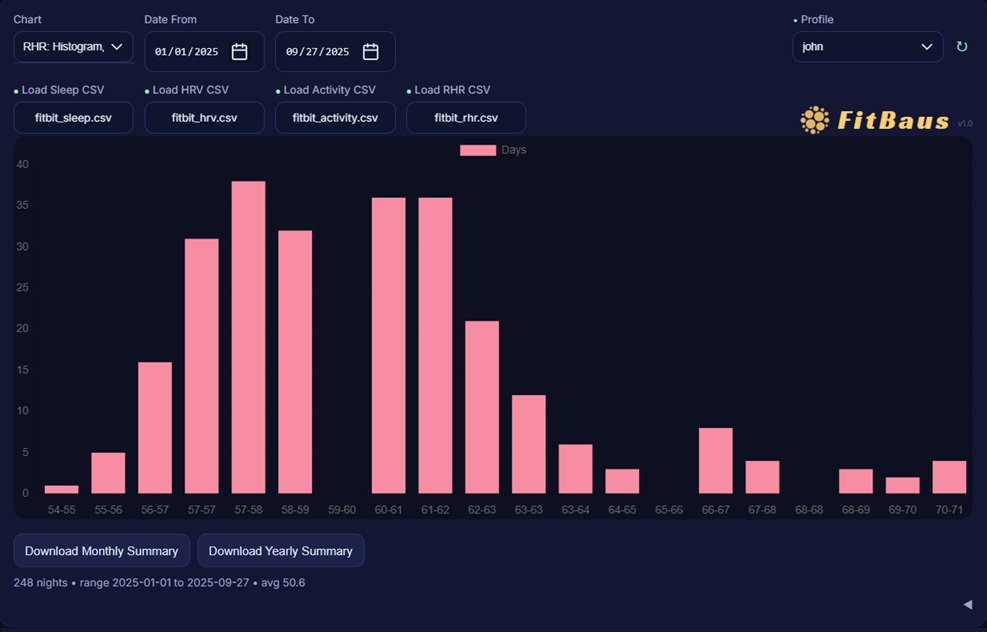 Chart Date From Date To • Profile
RHR: Histogram, 01/01/2025 09/27/2025 john ↻
• Load Sleep CSV • Load HRV CSV • Load Activity CSV • Load RHR CSV
fitbit_sleep.csv fitbit_hrv.csv fitbit_activity.csv fitbit_rhr.csv
FitBaus v1.0
Days
40
35
30
25
20
15
10
5
0
54-55 55-56 56-57 57-57 57-58 58-59 59-60 60-61 61-62 62-63 63-63 63-64 64-65 65-66 66-67 67-68 68-68 68-69 69-70 70-71
Download Monthly Summary Download Yearly Summary
248 nights • range 2025-01-01 to 2025-09-27 • avg 50.6